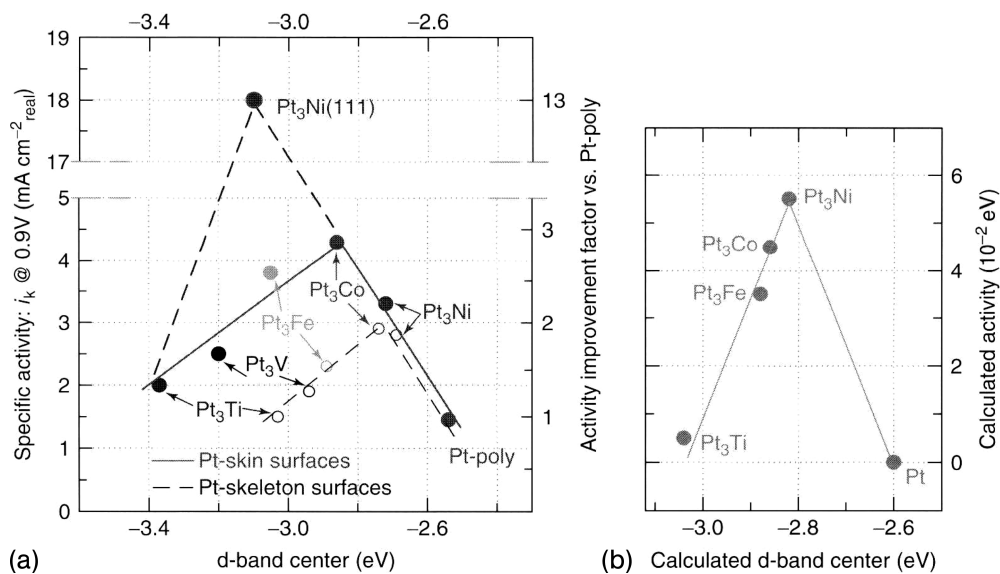 −3.4 −3.0 −2.6
19
18
17
5
4
3
2
1
0
Specific activity: i_k @ 0.9V (mA cm⁻²_real)
Pt₃Ni(111)
Pt₃Co
Pt₃Ni
Pt₃Fe
Pt₃V
Pt₃Ti
Pt-poly
Pt-skin surfaces
Pt-skeleton surfaces
13
3
2
1
Activity improvement factor vs. Pt-poly
−3.4 −3.0 −2.6
(a) d-band center (eV)
Pt₃Ni
Pt₃Co
Pt₃Fe
Pt₃Ti
Pt
6
4
2
0
Calculated activity (10⁻² eV)
−3.0 −2.8 −2.6
(b) Calculated d-band center (eV)